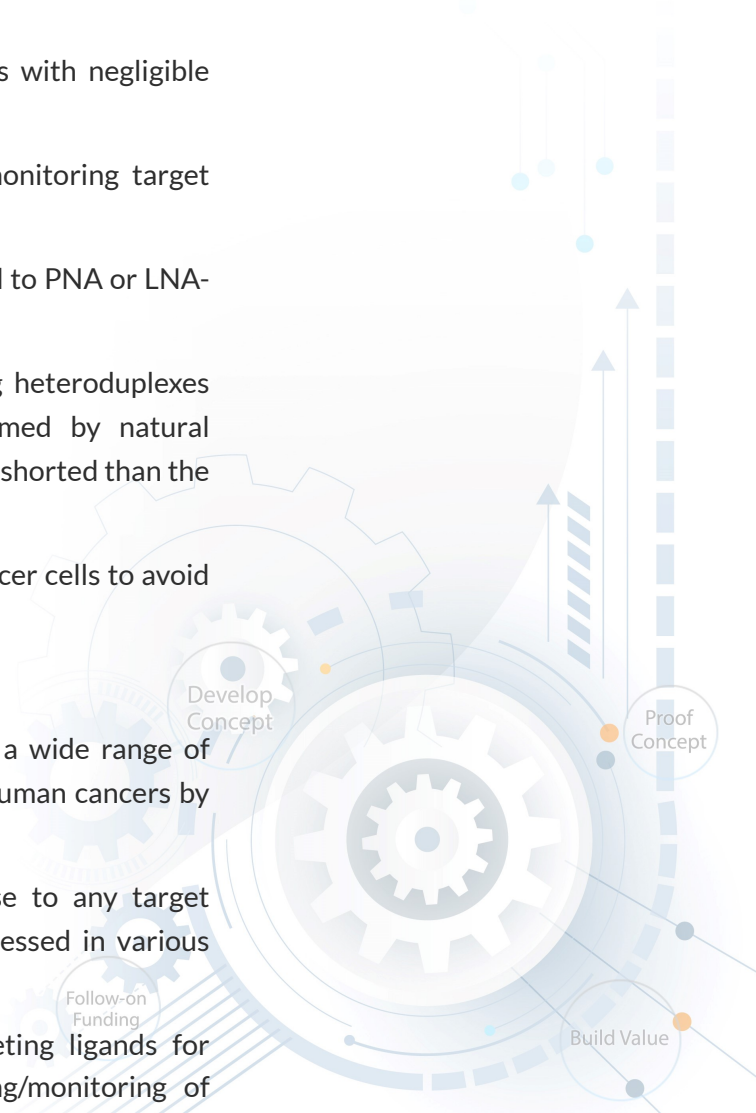 s with negligible
onitoring target
to PNA or LNA-
heteroduplexes
med by natural
shorted than the
cer cells to avoid
Develop
Concept
Proof
Concept
a wide range of
uman cancers by
se to any target
essed in various
Follow-on
Funding
eting ligands for
Build Value
ng/monitoring of